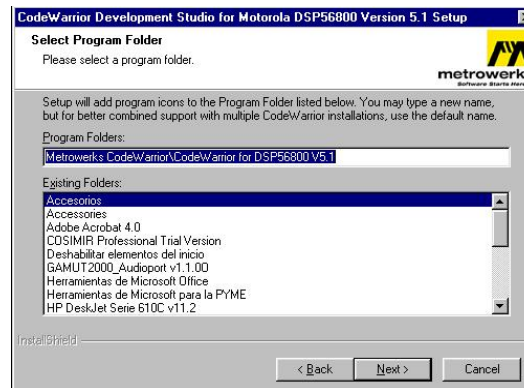 CodeWarrior Development Studio for Motorola DSP56800 Version 5.1 Setup
Select Program Folder
Please select a program folder.
metrowerk
Software Starts Here
Setup will add program icons to the Program Folder listed below. You may type a new name,
but for better combined support with multiple CodeWarrior installations, use the default name.
Program Folders:
Metrowerks CodeWarrior\CodeWarrior for DSP56800 V5.1
Existing Folders:
Accesorios
Accessories
Adobe Acrobat 4.0
COSIMIR Professional Trial Version
Deshabilitar elementos del inicio
GAMUT2000_Audioport v1.1.00
Herramientas de Microsoft Office
Herramientas de Microsoft para la PYME
HP DeskJet Serie 610C v11.2
InstallShield
< Back
Next >
Cancel